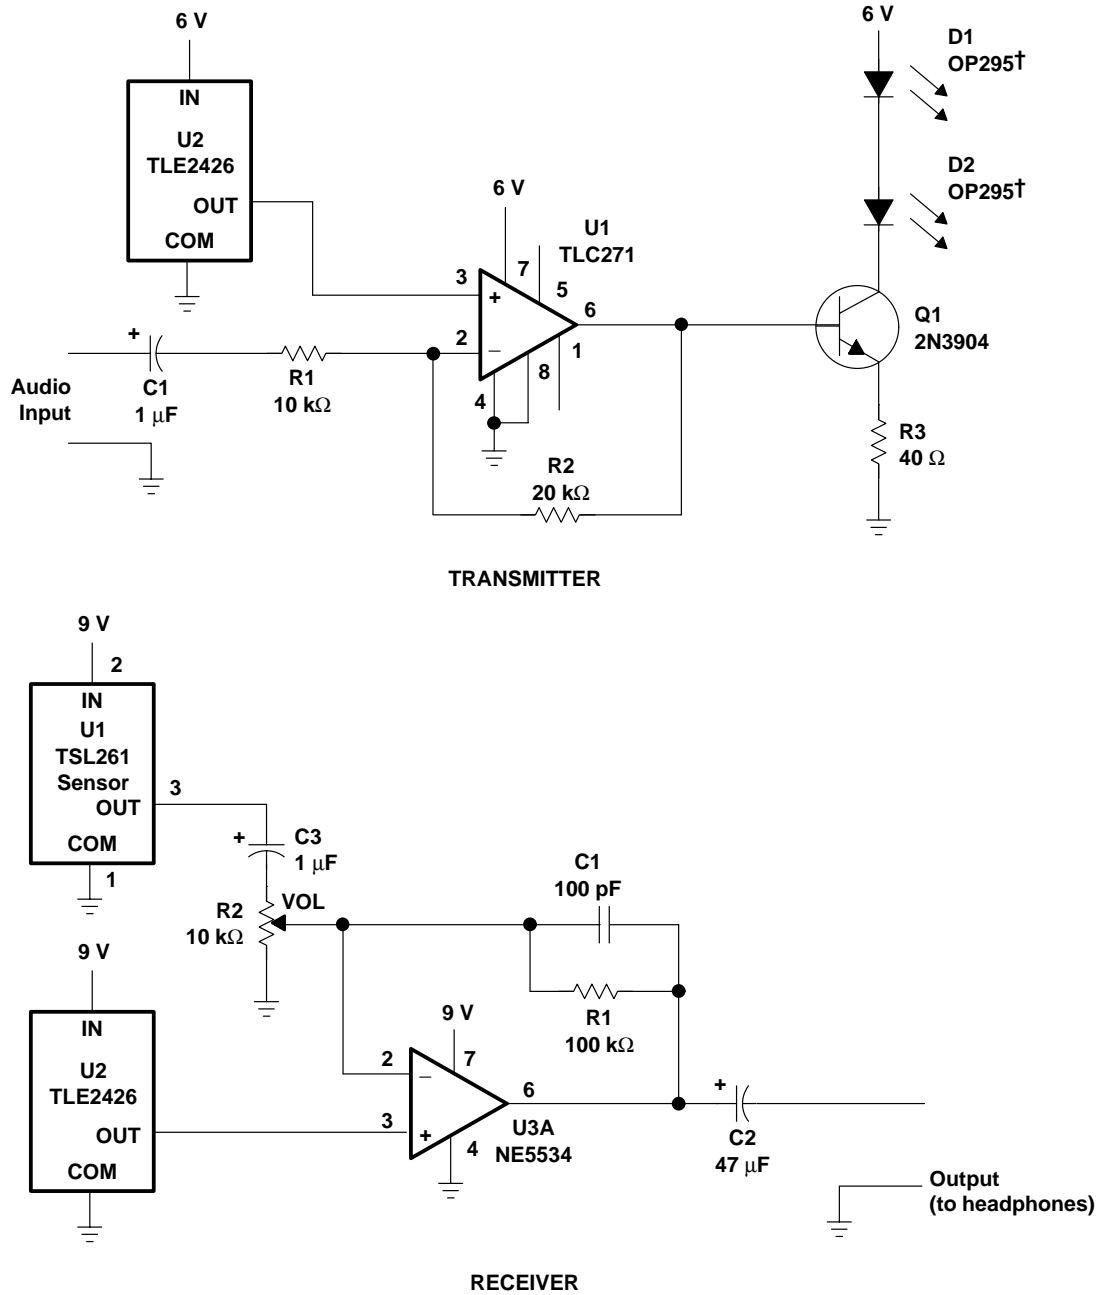 6 V
IN
U2
TLE2426
OUT
COM
6 V
U1
TLC271
7
5
3
+
6
2
–
1
8
4
+
C1
1 μF
R1
10 kΩ
Audio
Input
R2
20 kΩ
6 V
D1
OP295†
D2
OP295†
Q1
2N3904
R3
40 Ω
TRANSMITTER
9 V
2
IN
U1
TSL261
Sensor
3
OUT
COM
1
+
C3
1 μF
VOL
R2
10 kΩ
C1
100 pF
R1
100 kΩ
9 V
IN
U2
TLE2426
OUT
COM
9 V
7
2
–
6
3
+
4
U3A
NE5534
+
C2
47 μF
Output
(to headphones)
RECEIVER